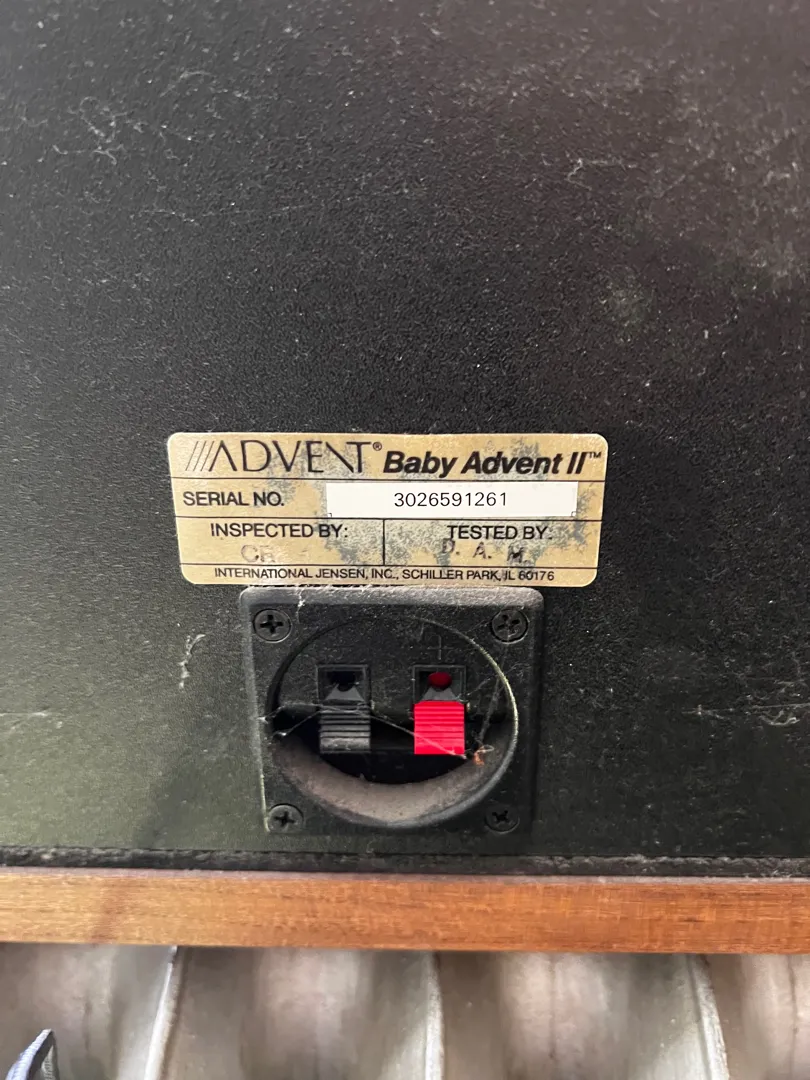 ADVENT® Baby Advent II™
SERIAL NO. 3026591261
INSPECTED BY: TESTED BY:
D. A. M.
INTERNATIONAL JENSEN, INC., SCHILLER PARK, IL 60176